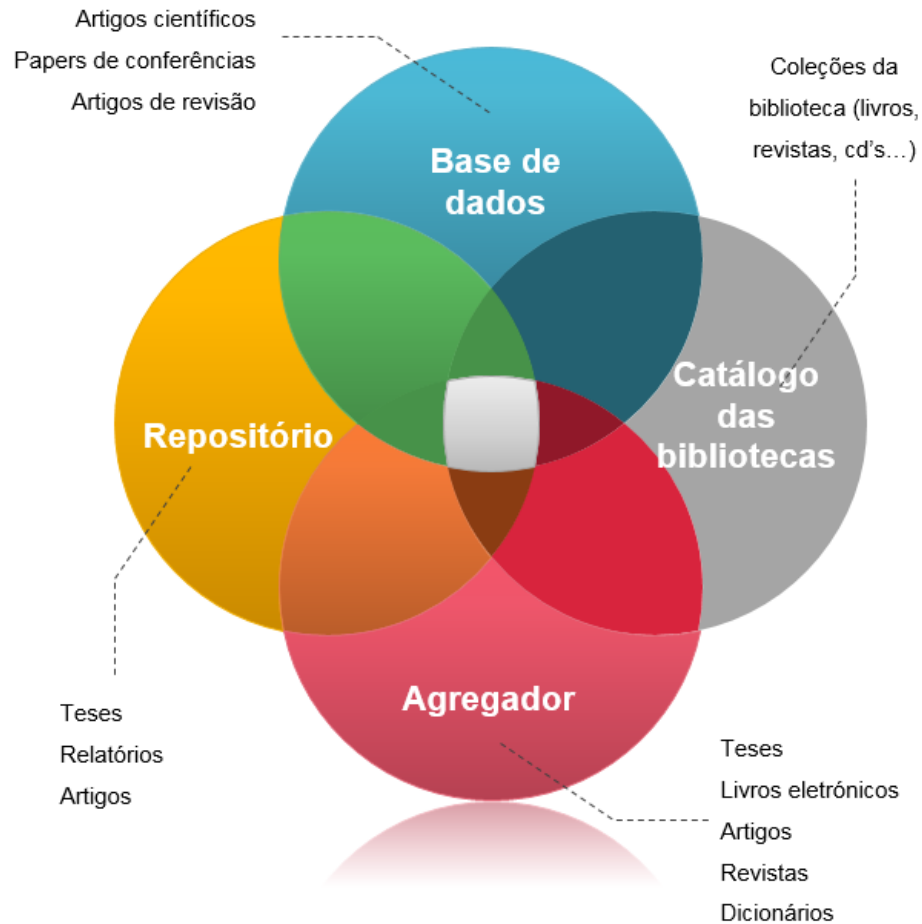 Artigos científicos
Papers de conferências
Artigos de revisão
Coleções da
biblioteca (livros,
revistas, cd's…)
Base de
dados
Catálogo
das
bibliotecas
Repositório
Agregador
Teses
Relatórios
Artigos
Teses
Livros eletrónicos
Artigos
Revistas
Dicionários